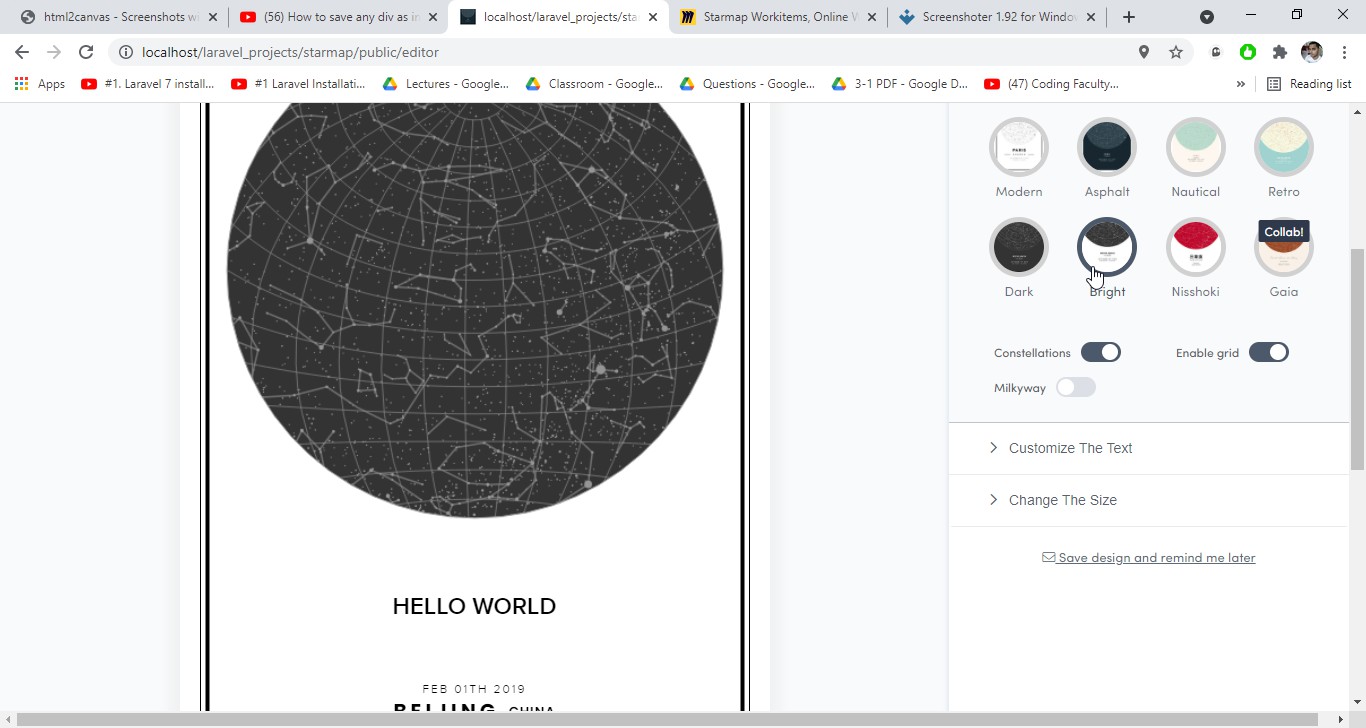 html2canvas - Screenshots wi
(56) How to save any div as in
localhost/laravel_projects/sta
Starmap Workitems, Online W
Screenshoter 1.92 for Window
localhost/laravel_projects/starmap/public/editor
Apps
#1. Laravel 7 install...
#1 Laravel Installati...
Lectures - Google...
Classroom - Google...
Questions - Google...
3-1 PDF - Google D...
(47) Coding Faculty...
»
Reading list
PARIS
Modern
Asphalt
Nautical
Retro
Collab!
Dark
Bright
Nisshoki
Gaia
Constellations
Enable grid
Milkyway
Customize The Text
Change The Size
Save design and remind me later
HELLO WORLD
FEB 01TH 2019
BEIJING, CHINA